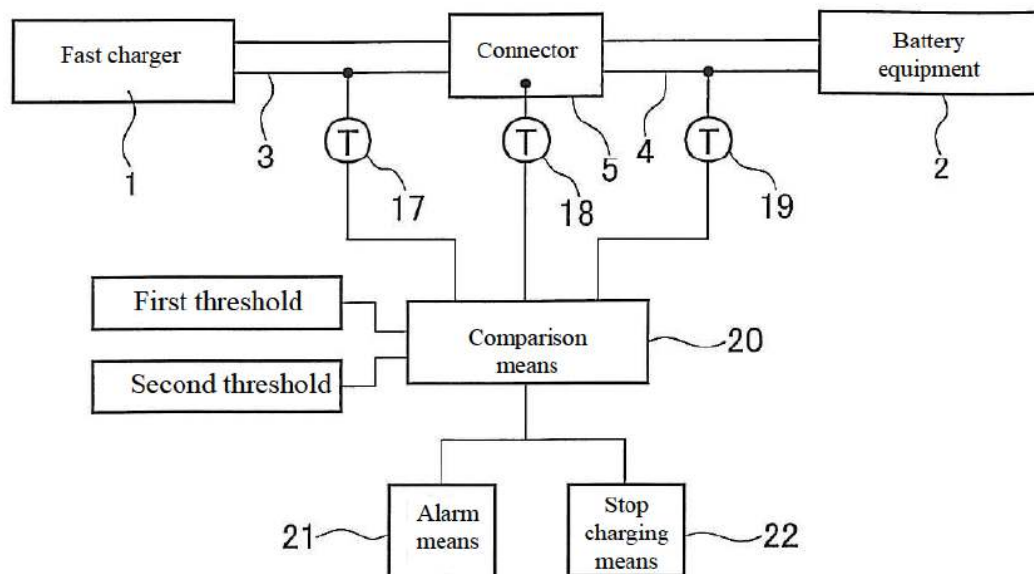 Fast charger
Connector
Battery
equipment
1
3
T
17
T
18
5
4
T
19
2
First threshold
Second threshold
Comparison
means
20
21
Alarm
means
Stop
charging
means
22